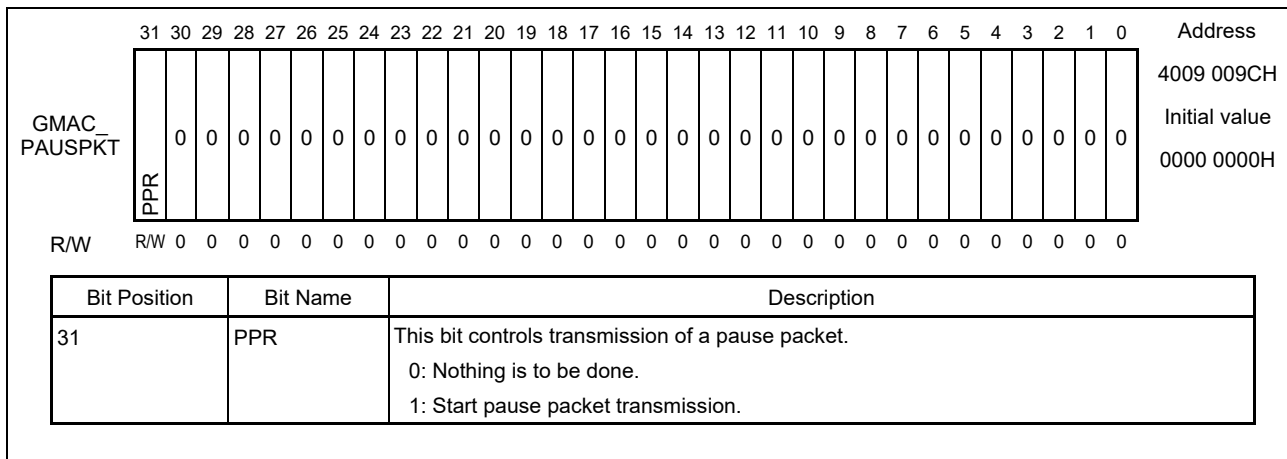 31 30 29 28 27 26 25 24 23 22 21 20 19 18 17 16 15 14 13 12 11 10 9 8 7 6 5 4 3 2 1 0 Address
4009 009CH
GMAC_
PAUSPKT
PPR
0 0 0 0 0 0 0 0 0 0 0 0 0 0 0 0 0 0 0 0 0 0 0 0 0 0 0 0 0 0 0
Initial value
0000 0000H
R/W R/W 0 0 0 0 0 0 0 0 0 0 0 0 0 0 0 0 0 0 0 0 0 0 0 0 0 0 0 0 0 0 0
Bit Position Bit Name Description
31 PPR This bit controls transmission of a pause packet.
0: Nothing is to be done.
1: Start pause packet transmission.